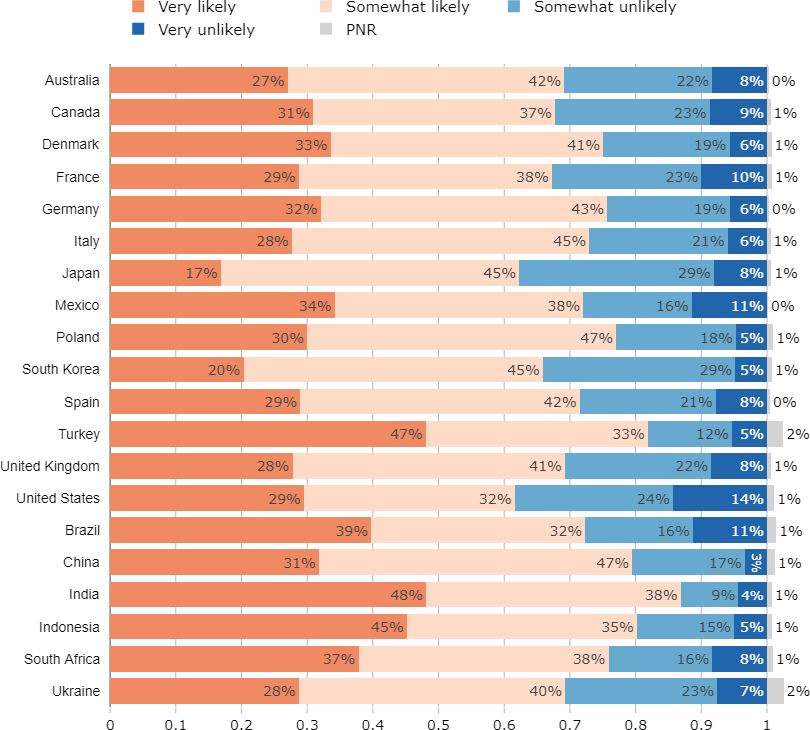 Very likely Somewhat likely Somewhat unlikely
Very unlikely PNR
Australia 27% 42% 22% 8% 0%
Canada 31% 37% 23% 9% 1%
Denmark 33% 41% 19% 6% 1%
France 29% 38% 23% 10% 1%
Germany 32% 43% 19% 6% 0%
Italy 28% 45% 21% 6% 1%
Japan 17% 45% 29% 8% 1%
Mexico 34% 38% 16% 11% 0%
Poland 30% 47% 18% 5% 1%
South Korea 20% 45% 29% 5% 1%
Spain 29% 42% 21% 8% 0%
Turkey 47% 33% 12% 5% 2%
United Kingdom 28% 41% 22% 8% 1%
United States 29% 32% 24% 14% 1%
Brazil 39% 32% 16% 11% 1%
China 31% 47% 17% 3% 1%
India 48% 38% 9% 4% 1%
Indonesia 45% 35% 15% 5% 1%
South Africa 37% 38% 16% 8% 1%
Ukraine 28% 40% 23% 7% 2%
0 0.1 0.2 0.3 0.4 0.5 0.6 0.7 0.8 0.9 1